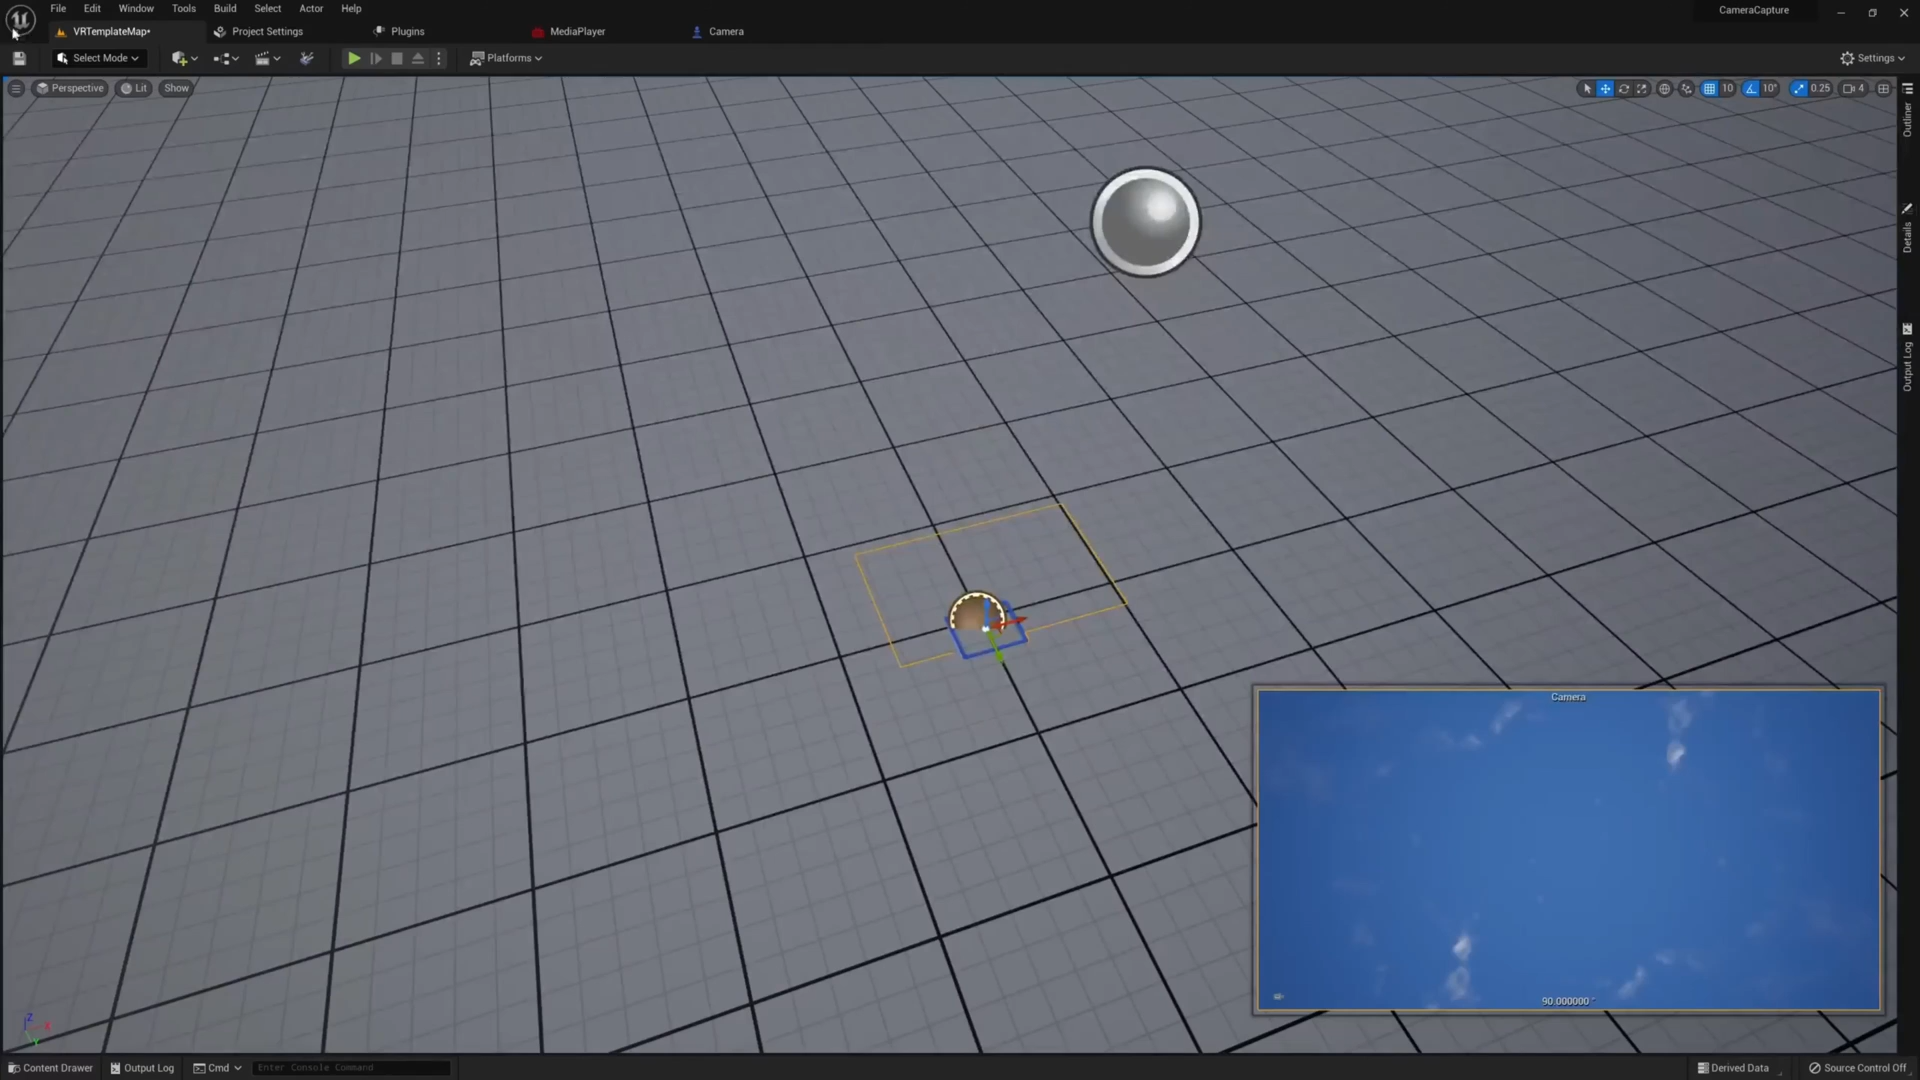 File Edit Window Tools Build Select Actor Help
CameraCapture
VRTemplateMap*
Project Settings
Plugins
MediaPlayer
Camera
Select Mode
Platforms
Settings
Perspective
Lit
Show
10
10°
0.25
4
Outliner
Details
Output Log
Camera
90.000000 °
Z
X
Y
Content Drawer
Output Log
Cmd
Enter Console Command
Derived Data
Source Control Off